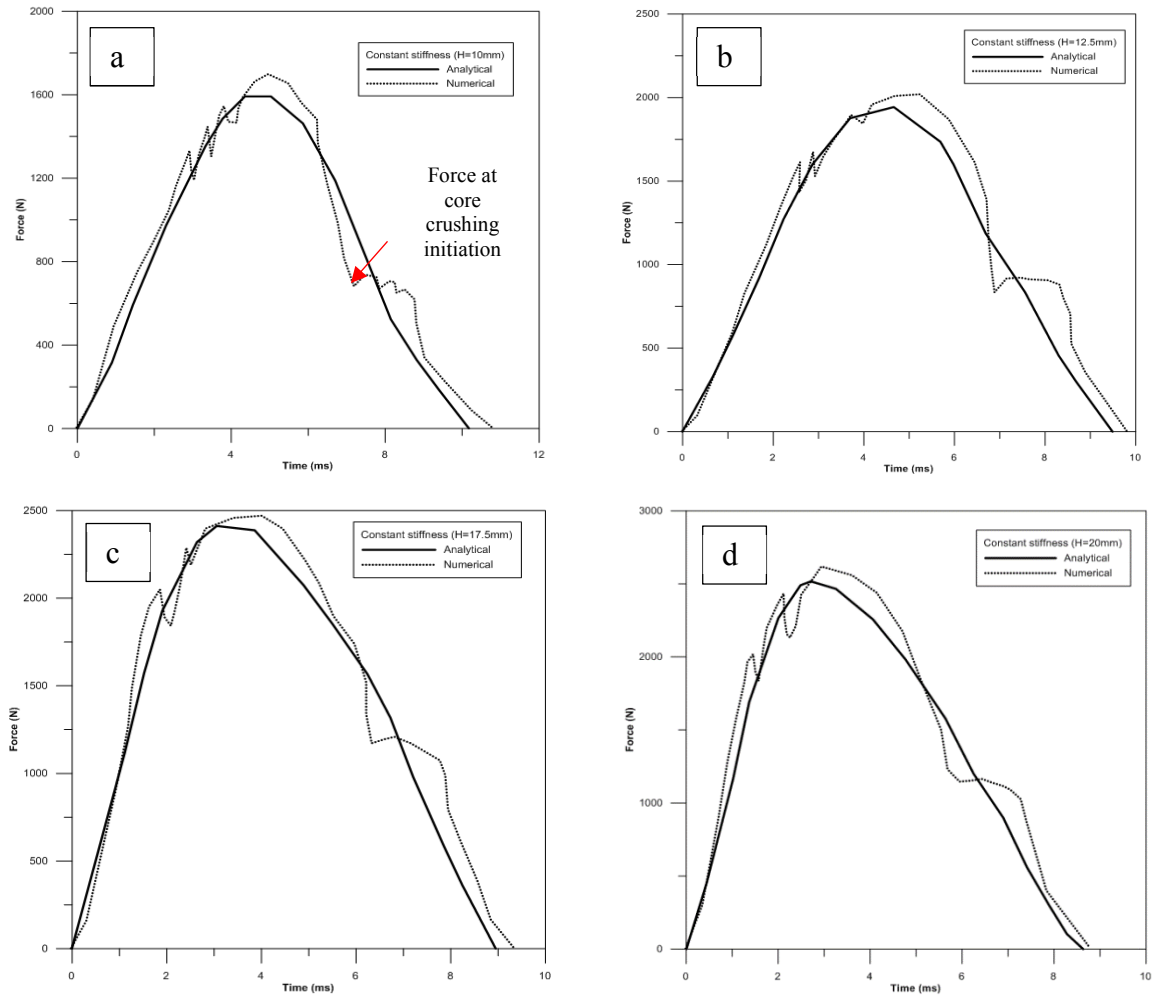 a
Constant stiffness (H=10mm)
Analytical
Numerical
Force at
core
crushing
initiation
2000
1600
1200
800
400
0
Force (N)
0 4 8 12
Time (ms)
b
Constant stiffness (H=12.5mm)
Analytical
Numerical
2500
2000
1500
1000
500
0
Force (N)
0 2 4 6 8 10
Time (ms)
c
Constant stiffness (H=17.5mm)
Analytical
Numerical
2500
2000
1500
1000
500
0
Force (N)
0 2 4 6 8 10
Time (ms)
d
Constant stiffness (H=20mm)
Analytical
Numerical
3000
2000
1000
0
Force (N)
0 2 4 6 8 10
Time (ms)